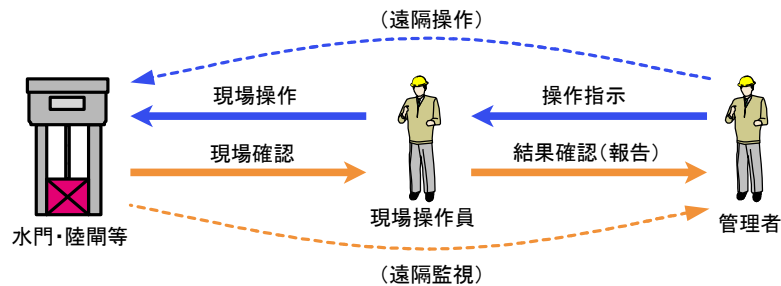 （遠隔操作）
現場操作
操作指示
現場確認
結果確認（報告）
水門・陸閘等
現場操作員
管理者
（遠隔監視）